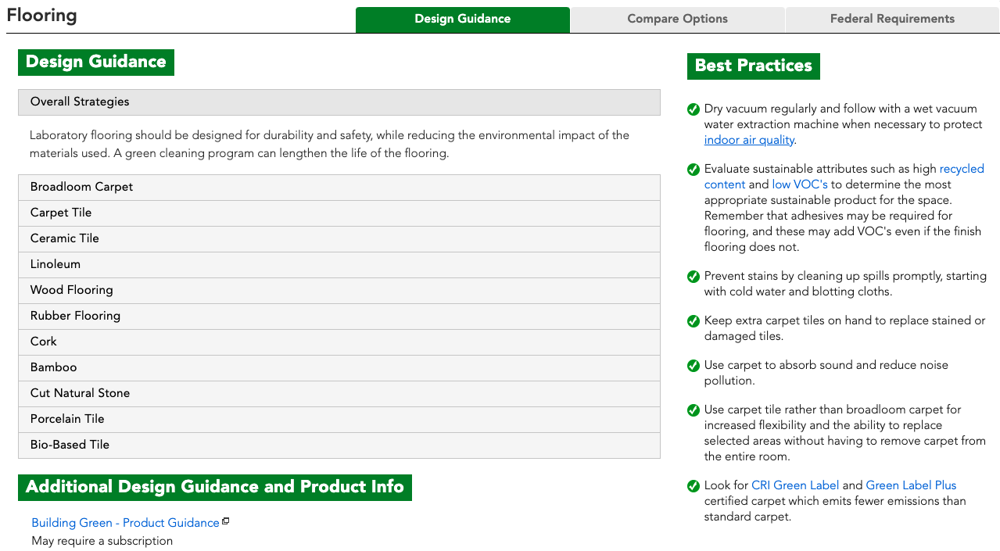 Flooring
Design Guidance
Compare Options
Federal Requirements
Design Guidance
Overall Strategies
Laboratory flooring should be designed for durability and safety, while reducing the environmental impact of the
materials used. A green cleaning program can lengthen the life of the flooring.
Broadloom Carpet
Carpet Tile
Ceramic Tile
Linoleum
Wood Flooring
Rubber Flooring
Cork
Bamboo
Cut Natural Stone
Porcelain Tile
Bio-Based Tile
Additional Design Guidance and Product Info
Building Green - Product Guidance
May require a subscription
Best Practices
Dry vacuum regularly and follow with a wet vacuum
water extraction machine when necessary to protect
indoor air quality.
Evaluate sustainable attributes such as high recycled
content and low VOC's to determine the most
appropriate sustainable product for the space.
Remember that adhesives may be required for
flooring, and these may add VOC's even if the finish
flooring does not.
Prevent stains by cleaning up spills promptly, starting
with cold water and blotting cloths.
Keep extra carpet tiles on hand to replace stained or
damaged tiles.
Use carpet to absorb sound and reduce noise
pollution.
Use carpet tile rather than broadloom carpet for
increased flexibility and the ability to replace
selected areas without having to remove carpet from
the entire room.
Look for CRI Green Label and Green Label Plus
certified carpet which emits fewer emissions than
standard carpet.